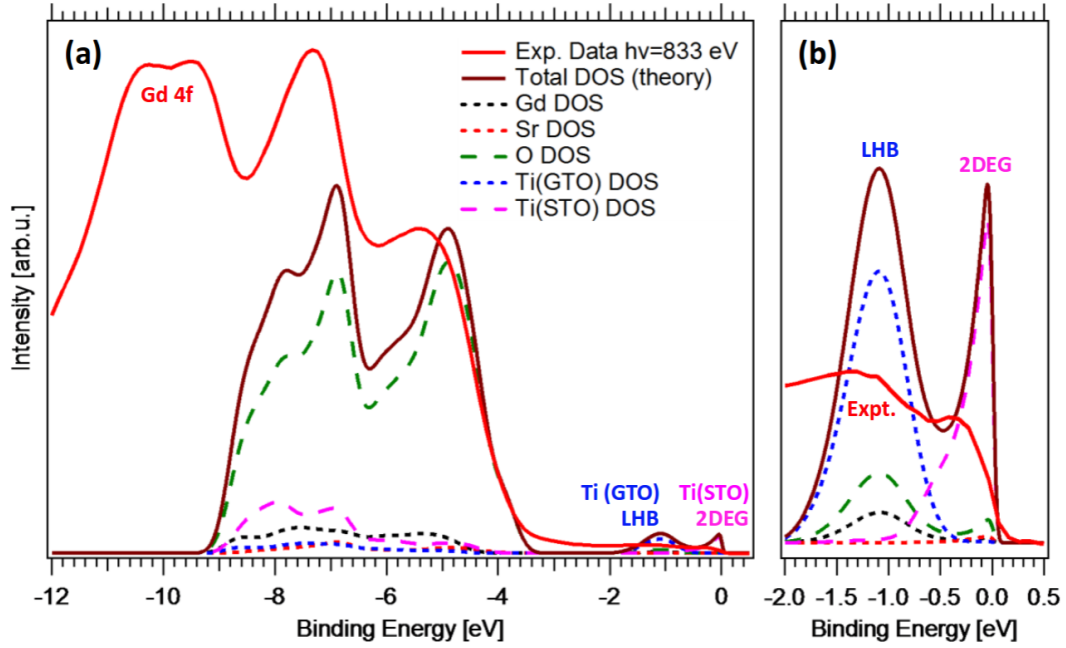 (a)
Gd 4f
Exp. Data hv=833 eV
Total DOS (theory)
Gd DOS
Sr DOS
O DOS
Ti(GTO) DOS
Ti(STO) DOS
Ti (GTO)
LHB
Ti(STO)
2DEG
Intensity [arb.u.]
-12 -10 -8 -6 -4 -2 0
Binding Energy [eV]
(b)
LHB
2DEG
Expt.
-2.0 -1.5 -1.0 -0.5 0.0 0.5
Binding Energy [eV]